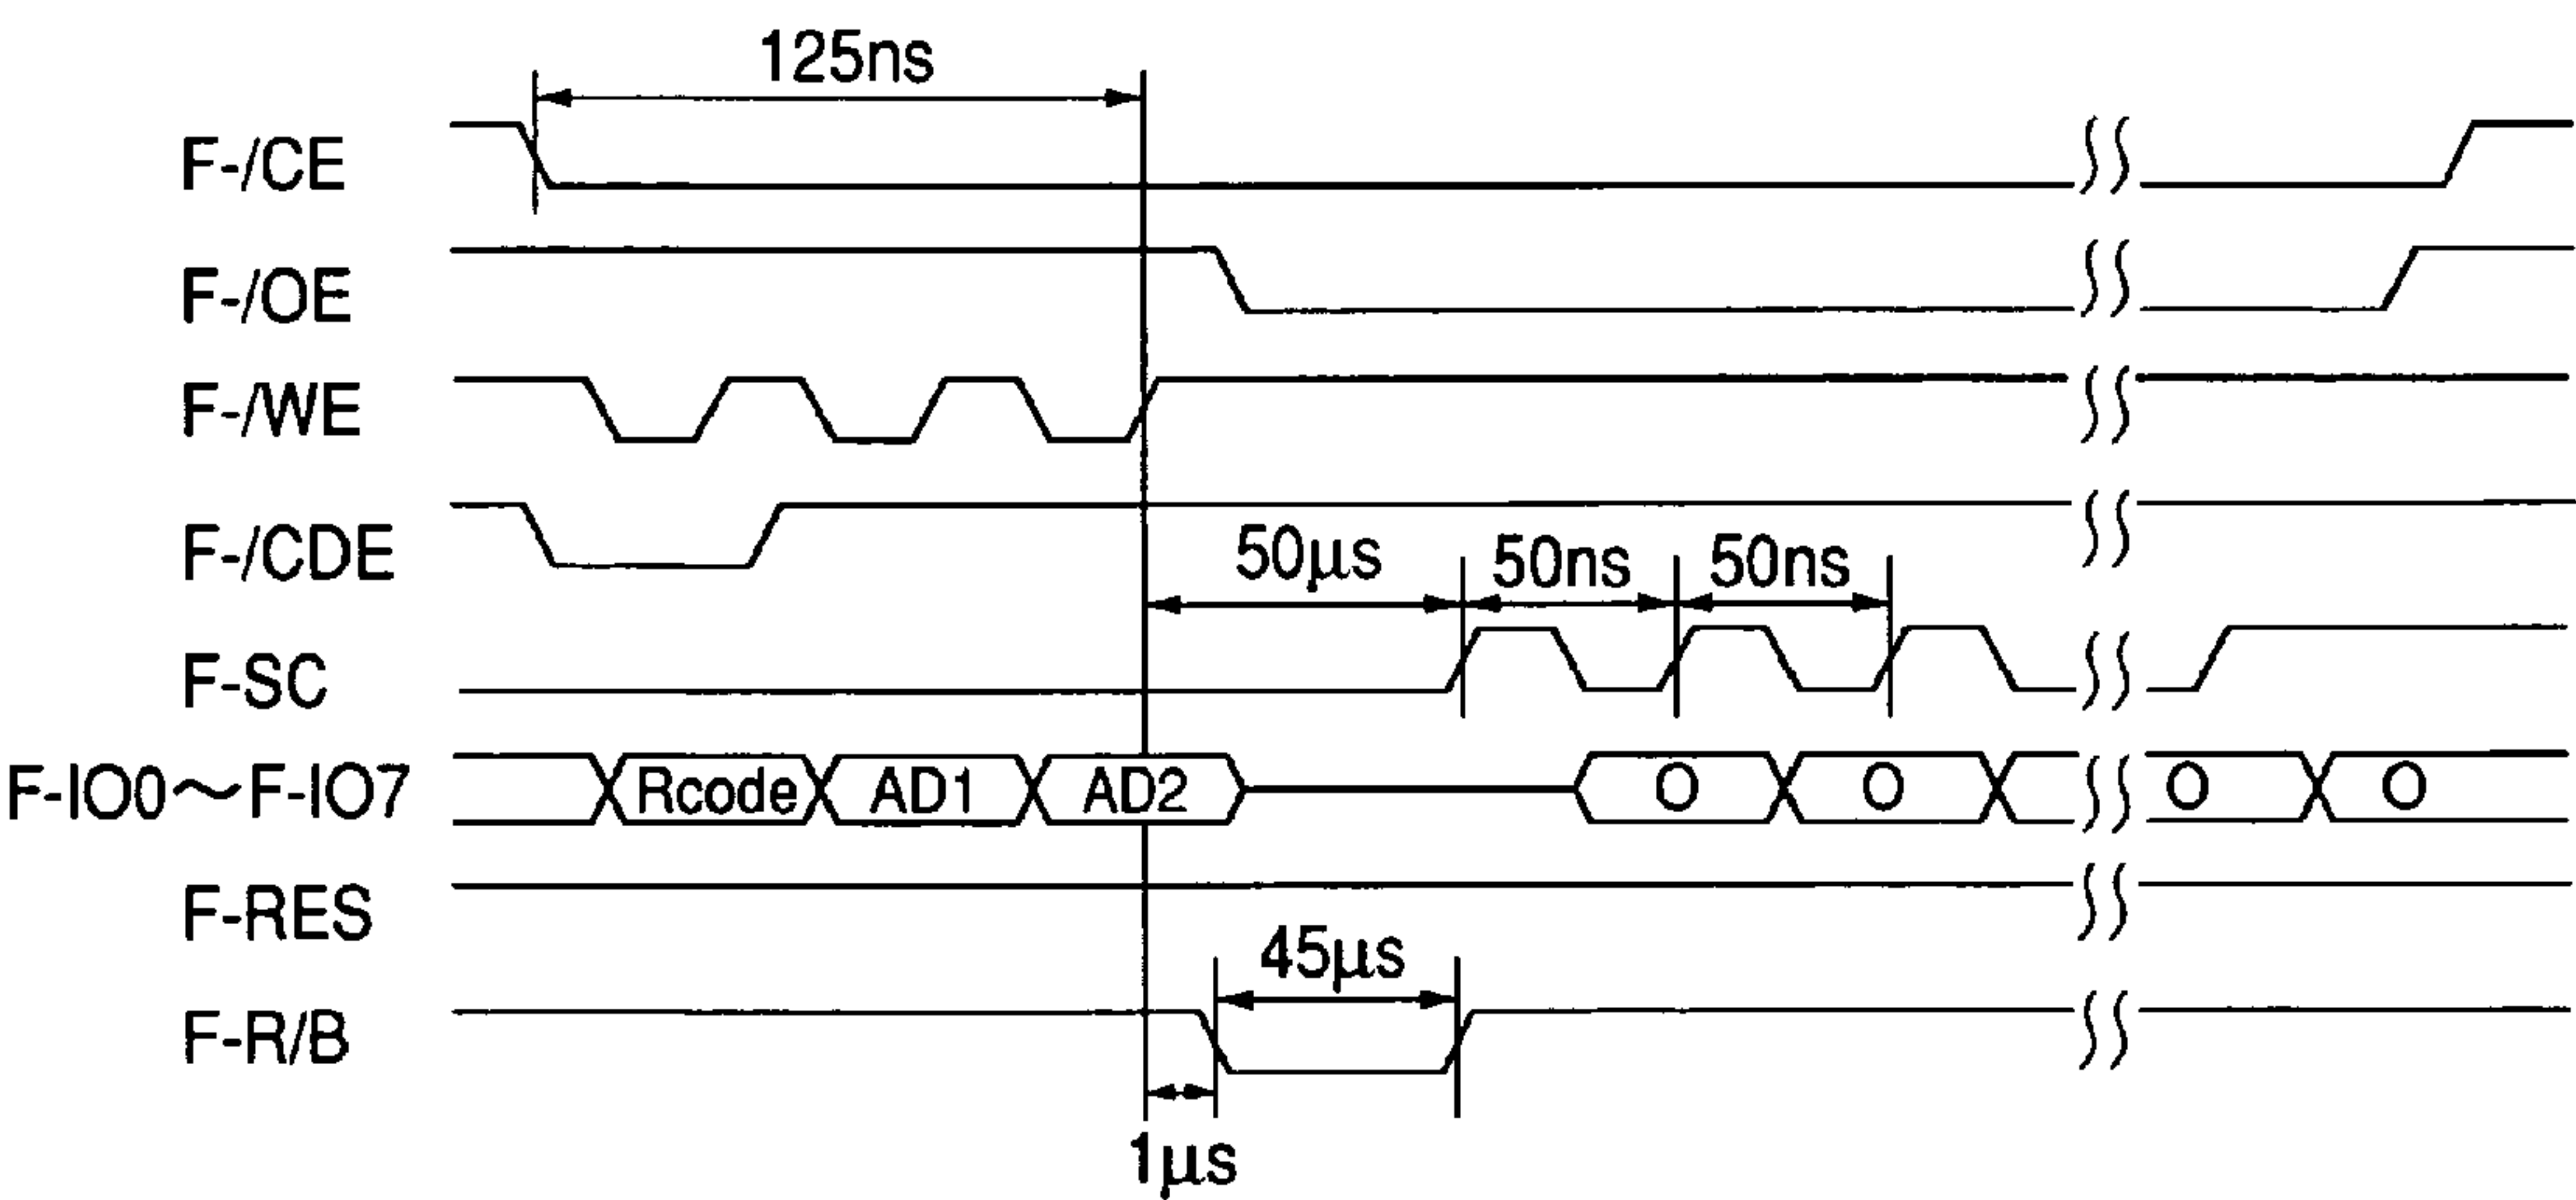 125ns
F-/CE
F-/OE
F-/WE
F-/CDE
50μs 50ns 50ns
F-SC
F-IO0～F-IO7 Rcode AD1 AD2 O O O O
F-RES
45μs
F-R/B
1μs